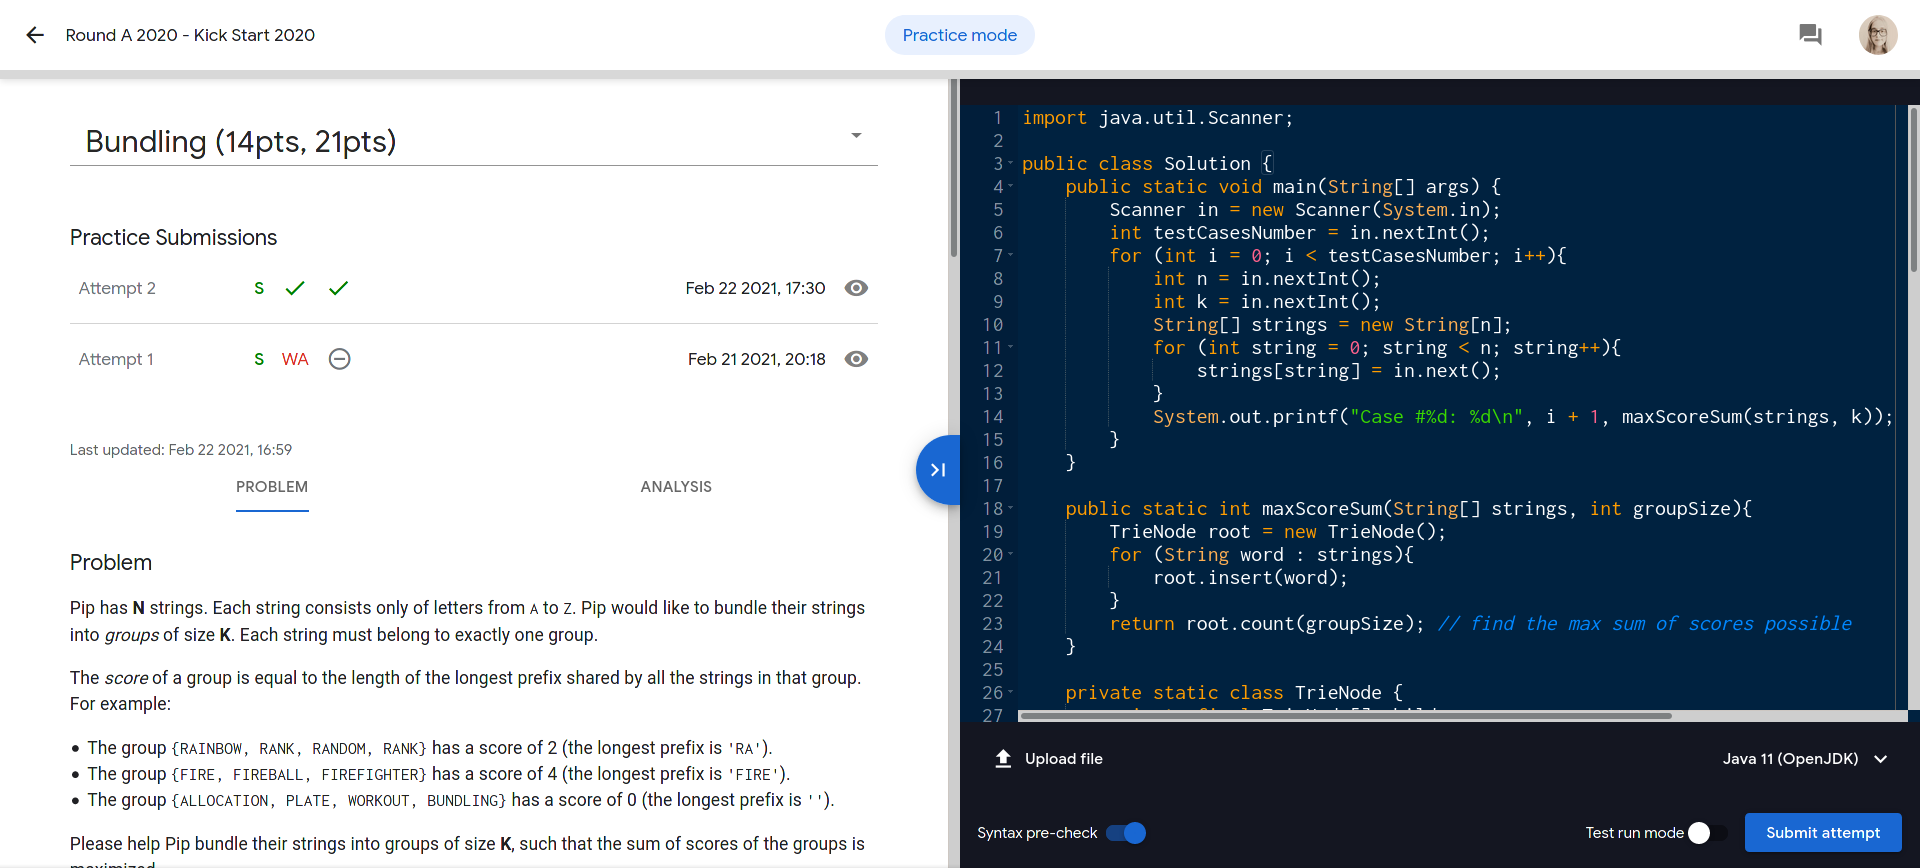 Round A 2020 - Kick Start 2020
Practice mode
Bundling (14pts, 21pts)
Practice Submissions
Attempt 2 S Feb 22 2021, 17:30
Attempt 1 S WA Feb 21 2021, 20:18
Last updated: Feb 22 2021, 16:59
PROBLEM ANALYSIS
Problem
Pip has N strings. Each string consists only of letters from A to Z. Pip would like to bundle their strings
into groups of size K. Each string must belong to exactly one group.
The score of a group is equal to the length of the longest prefix shared by all the strings in that group.
For example:
• The group {RAINBOW, RANK, RANDOM, RANK} has a score of 2 (the longest prefix is 'RA').
• The group {FIRE, FIREBALL, FIREFIGHTER} has a score of 4 (the longest prefix is 'FIRE').
• The group {ALLOCATION, PLATE, WORKOUT, BUNDLING} has a score of 0 (the longest prefix is '').
Please help Pip bundle their strings into groups of size K, such that the sum of scores of the groups is
1 import java.util.Scanner;
2
3 public class Solution {
4     public static void main(String[] args) {
5         Scanner in = new Scanner(System.in);
6         int testCasesNumber = in.nextInt();
7         for (int i = 0; i < testCasesNumber; i++){
8             int n = in.nextInt();
9             int k = in.nextInt();
10             String[] strings = new String[n];
11             for (int string = 0; string < n; string++){
12                 strings[string] = in.next();
13             }
14             System.out.printf("Case #%d: %d\n", i + 1, maxScoreSum(strings, k));
15         }
16     }
17
18     public static int maxScoreSum(String[] strings, int groupSize){
19         TrieNode root = new TrieNode();
20         for (String word : strings){
21             root.insert(word);
22         }
23         return root.count(groupSize); // find the max sum of scores possible
24     }
25
26     private static class TrieNode {
27
Upload file
Java 11 (OpenJDK)
Syntax pre-check
Test run mode
Submit attempt